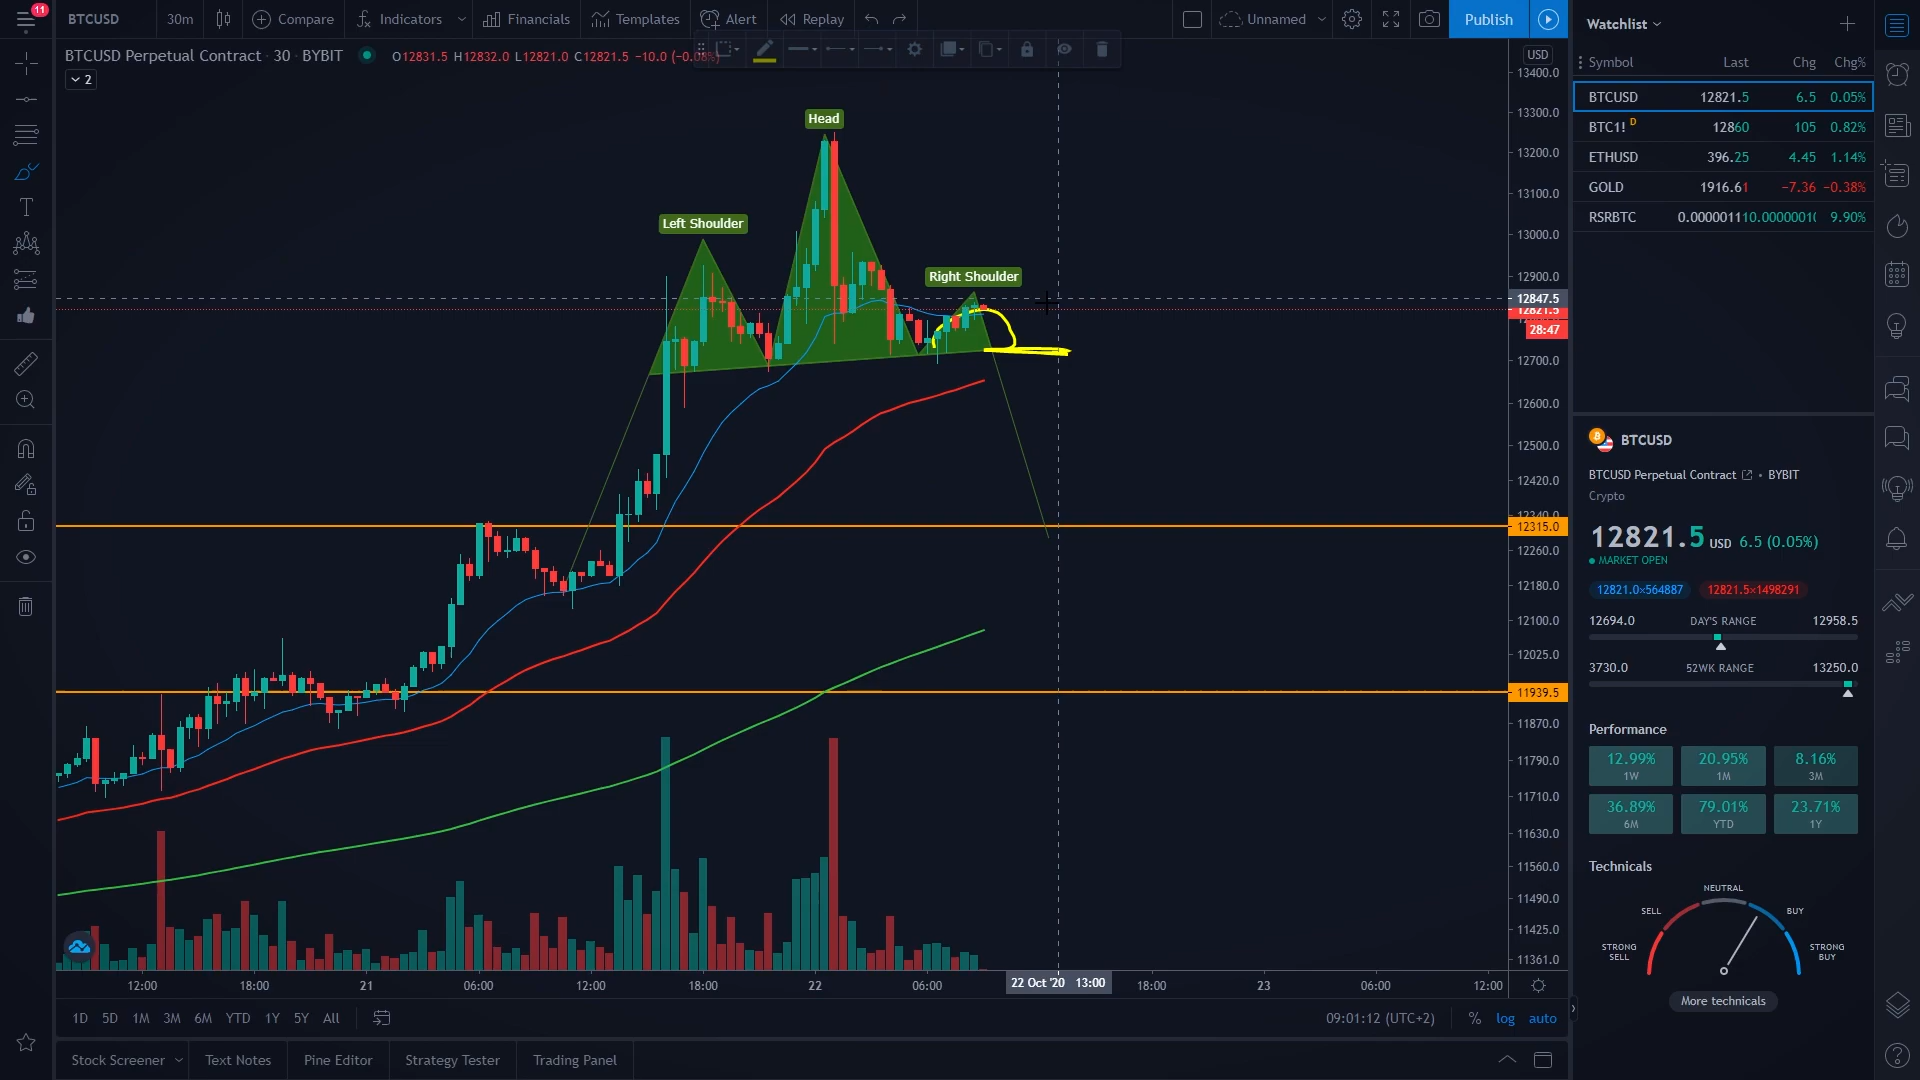 11
BTCUSD 30m Compare Indicators Financials Templates Alert Replay Unnamed Publish
BTCUSD Perpetual Contract · 30 · BYBIT O12831.5 H12832.0 L12821.0 C12821.5 −10.0 (−0.08%)
2
USD
13400.0
13300.0
13200.0
13100.0
13000.0
12900.0
12847.5
12821.5
28:47
12700.0
12600.0
12500.0
12420.0
12340.0
12315.0
12260.0
12180.0
12100.0
12025.0
11939.5
11870.0
11790.0
11710.0
11630.0
11560.0
11490.0
11425.0
11361.0
Head
Left Shoulder
Right Shoulder
12:00 18:00 21 06:00 12:00 18:00 22 06:00 22 Oct '20 13:00 18:00 23 06:00 12:00
1D 5D 1M 3M 6M YTD 1Y 5Y All 09:01:12 (UTC+2) % log auto
Stock Screener Text Notes Pine Editor Strategy Tester Trading Panel
Watchlist
Symbol Last Chg Chg%
BTCUSD 12821.5 6.5 0.05%
BTC1! D 12860 105 0.82%
ETHUSD 396.25 4.45 1.14%
GOLD 1916.61 −7.36 −0.38%
RSRBTC 9.90%
BTCUSD
BTCUSD Perpetual Contract • BYBIT
Crypto
12821.5 USD 6.5 (0.05%)
MARKET OPEN
12821.0×564887 12821.5×1498291
12694.0 DAY'S RANGE 12958.5
3730.0 52WK RANGE 13250.0
Performance
12.99% 20.95% 8.16%
1W 1M 3M
36.89% 79.01% 23.71%
6M YTD 1Y
Technicals
NEUTRAL
SELL BUY
STRONG SELL STRONG BUY
More technicals